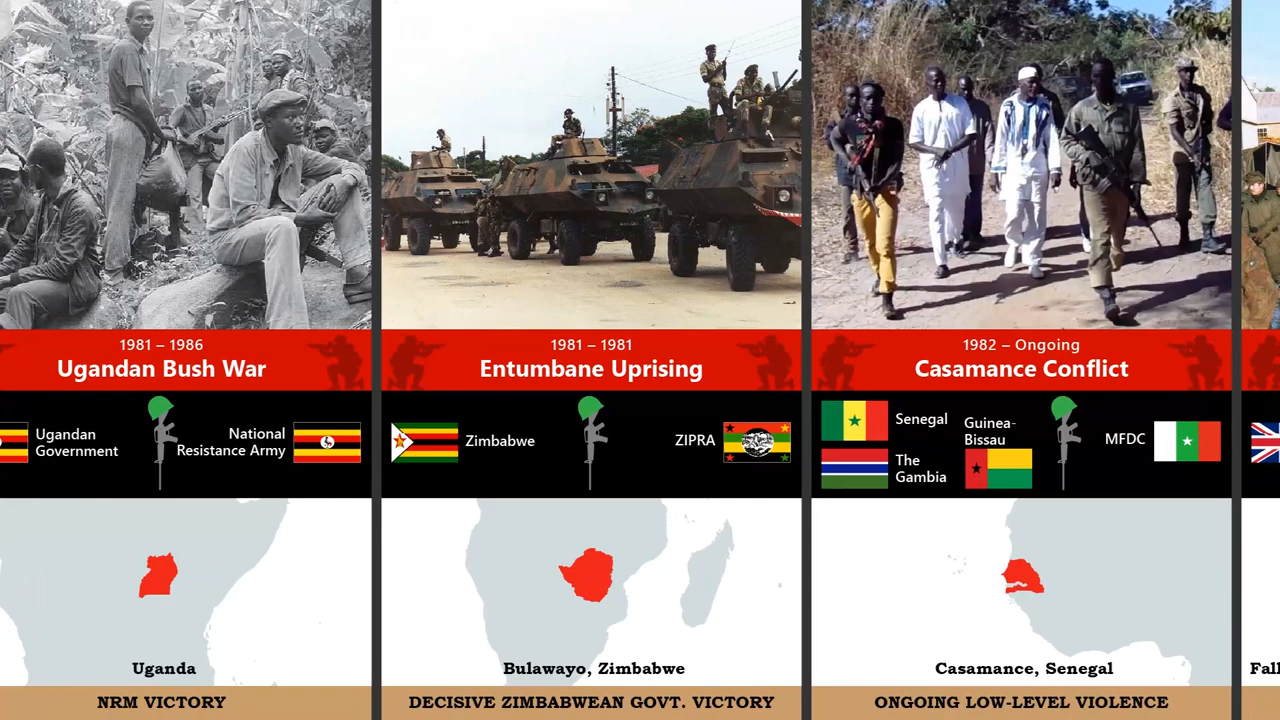 1981 – 1986
Ugandan Bush War
Ugandan
Government
National
Resistance Army
Uganda
NRM VICTORY
1981 – 1981
Entumbane Uprising
Zimbabwe
ZIPRA
Bulawayo, Zimbabwe
DECISIVE ZIMBABWEAN GOVT. VICTORY
1982 – Ongoing
Casamance Conflict
Senegal
The
Gambia
Guinea-
Bissau
MFDC
Casamance, Senegal
ONGOING LOW-LEVEL VIOLENCE